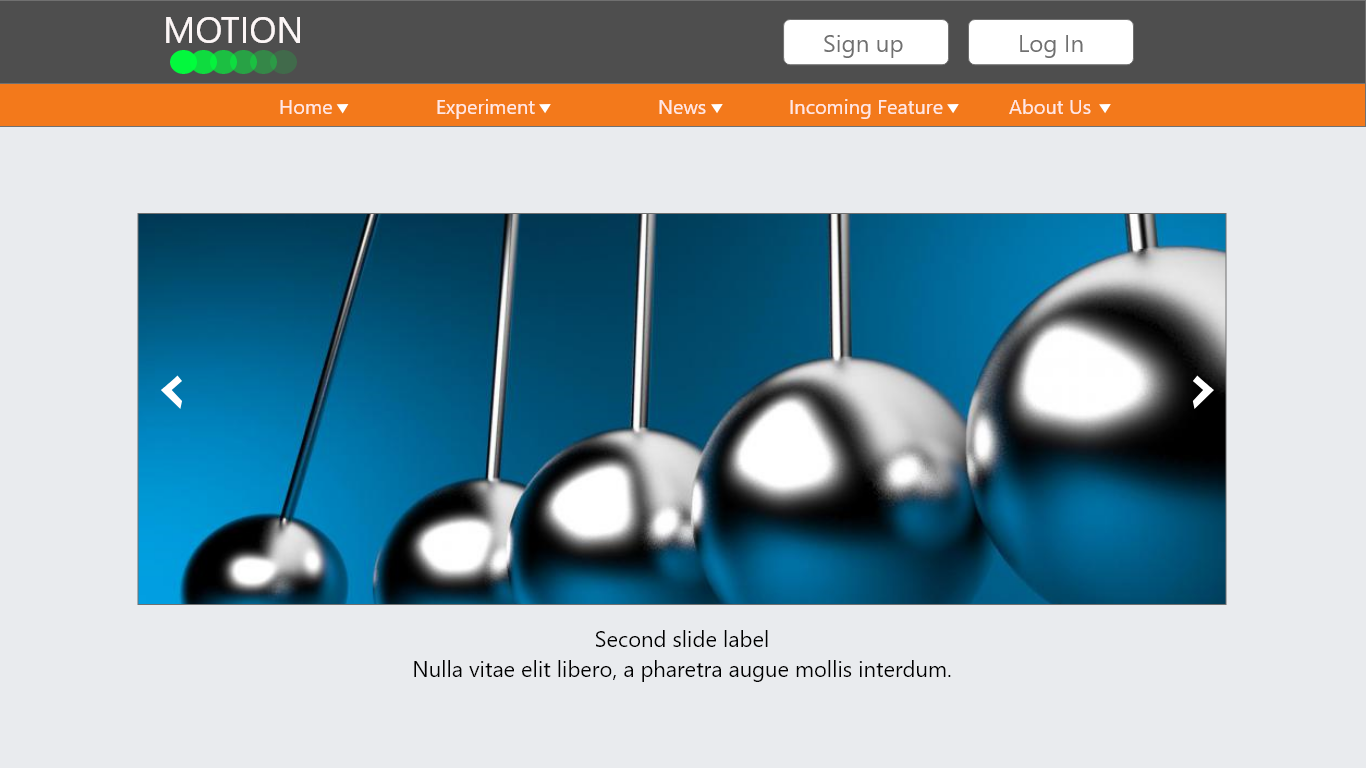 MOTION
Sign up
Log In
Home
Experiment
News
Incoming Feature
About Us
Second slide label
Nulla vitae elit libero, a pharetra augue mollis interdum.